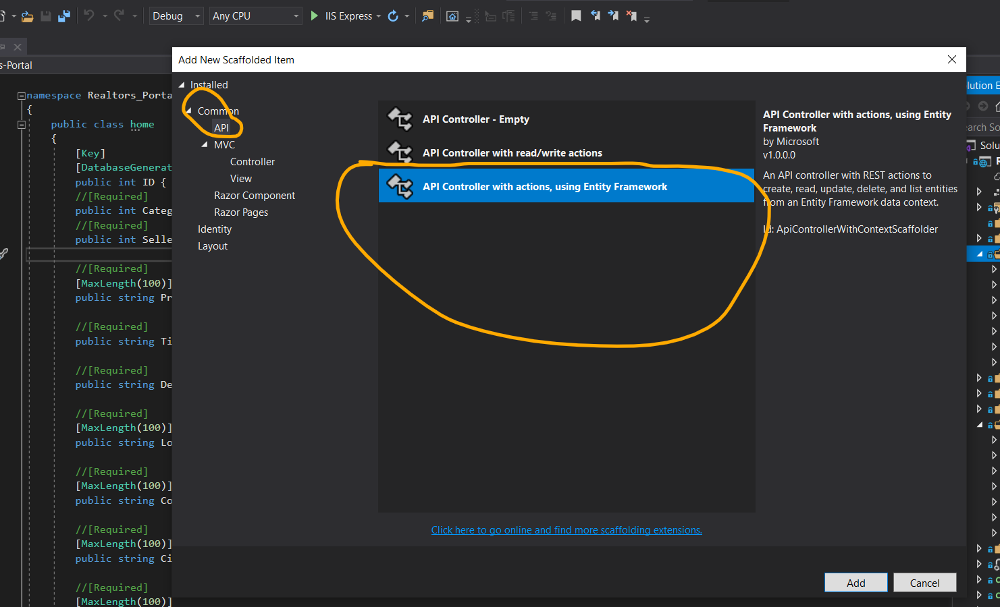 Debug
Any CPU
IIS Express
s-Portal
namespace Realtors_Porta
{
public class home
{
[Key]
[DatabaseGenerat
public int ID {
//[Required]
public int Categ
//[Required]
public int Selle
//[Required]
[MaxLength(100)]
public string Pr
//[Required]
public string Ti
//[Required]
public string De
//[Required]
[MaxLength(100)]
public string Lo
//[Required]
[MaxLength(100)]
public string Co
//[Required]
[MaxLength(100)]
public string Ci
//[Required]
[MaxLength(100)]
Add New Scaffolded Item
Installed
Common
API
MVC
Controller
View
Razor Component
Razor Pages
Identity
Layout
API Controller - Empty
API Controller with read/write actions
API Controller with actions, using Entity Framework
Click here to go online and find more scaffolding extensions.
API Controller with actions, using Entity
Framework
by Microsoft
v1.0.0.0
An API controller with REST actions to
create, read, update, delete, and list entities
from an Entity Framework data context.
Id: ApiControllerWithContextScaffolder
Add
Cancel
lution E
earch So
Solu
R